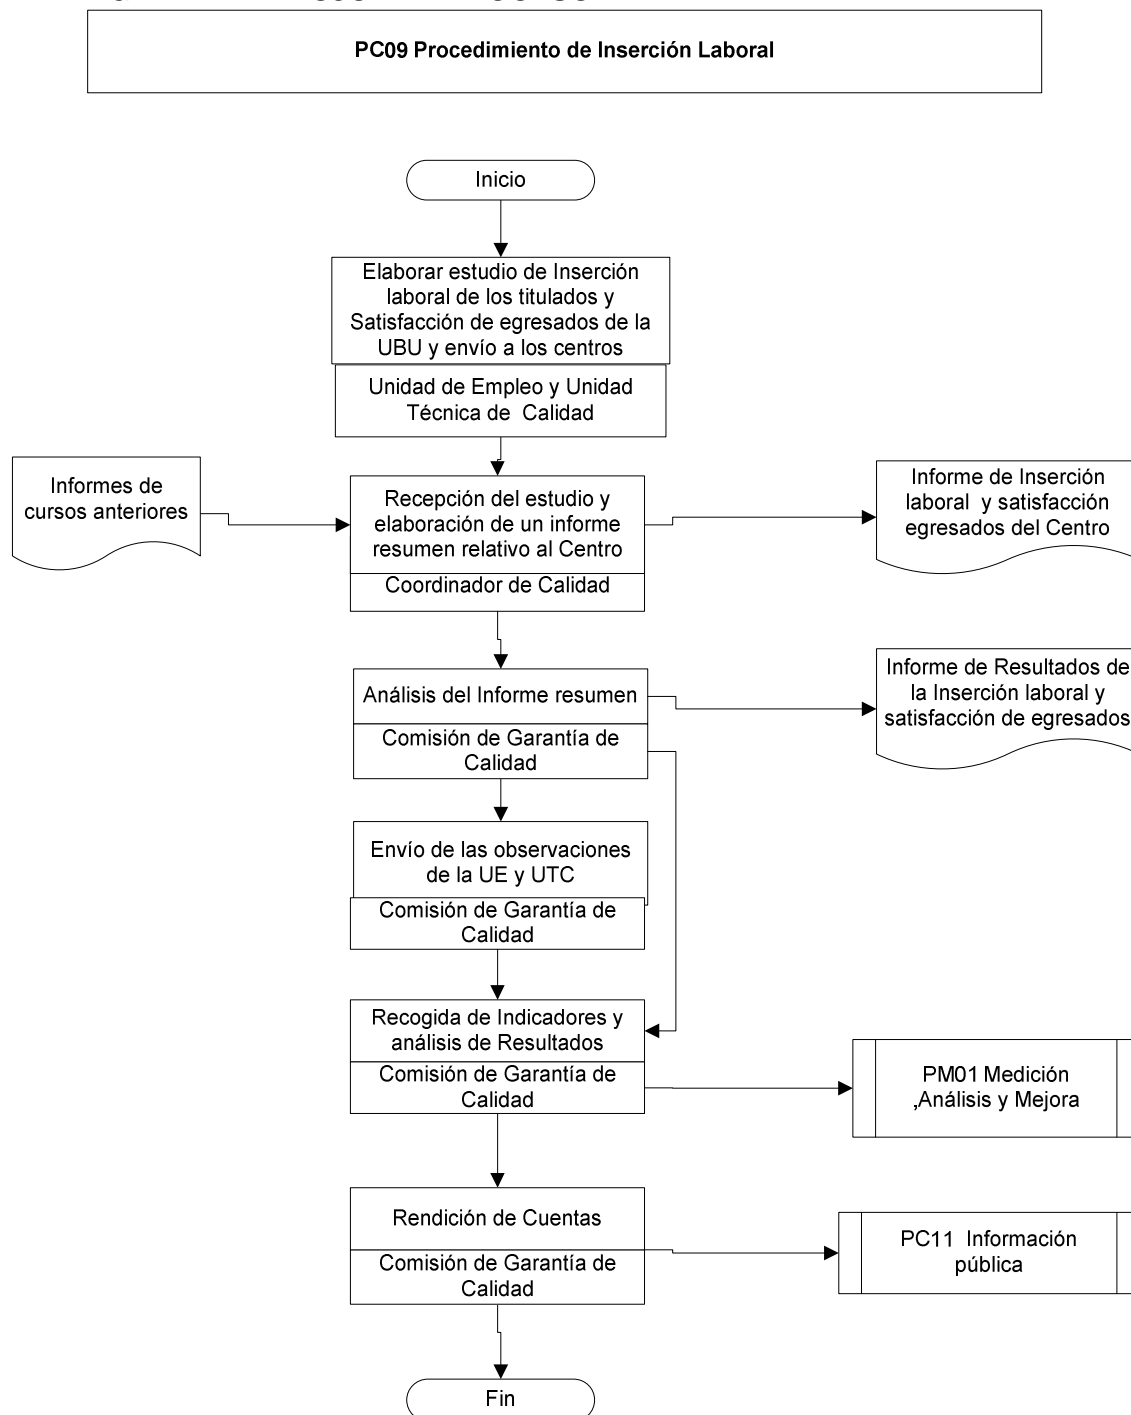 PC09 Procedimiento de Inserción Laboral
Inicio
Elaborar estudio de Inserción
laboral de los titulados y
Satisfacción de egresados de la
UBU y envío a los centros
Unidad de Empleo y Unidad
Técnica de Calidad
Informes de
cursos anteriores
Recepción del estudio y
elaboración de un informe
resumen relativo al Centro
Coordinador de Calidad
Informe de Inserción
laboral y satisfacción
egresados del Centro
Análisis del Informe resumen
Comisión de Garantía de
Calidad
Informe de Resultados de
la Inserción laboral y
satisfacción de egresados
Envío de las observaciones
de la UE y UTC
Comisión de Garantía de
Calidad
Recogida de Indicadores y
análisis de Resultados
Comisión de Garantía de
Calidad
PM01 Medición
,Análisis y Mejora
Rendición de Cuentas
Comisión de Garantía de
Calidad
PC11 Información
pública
Fin